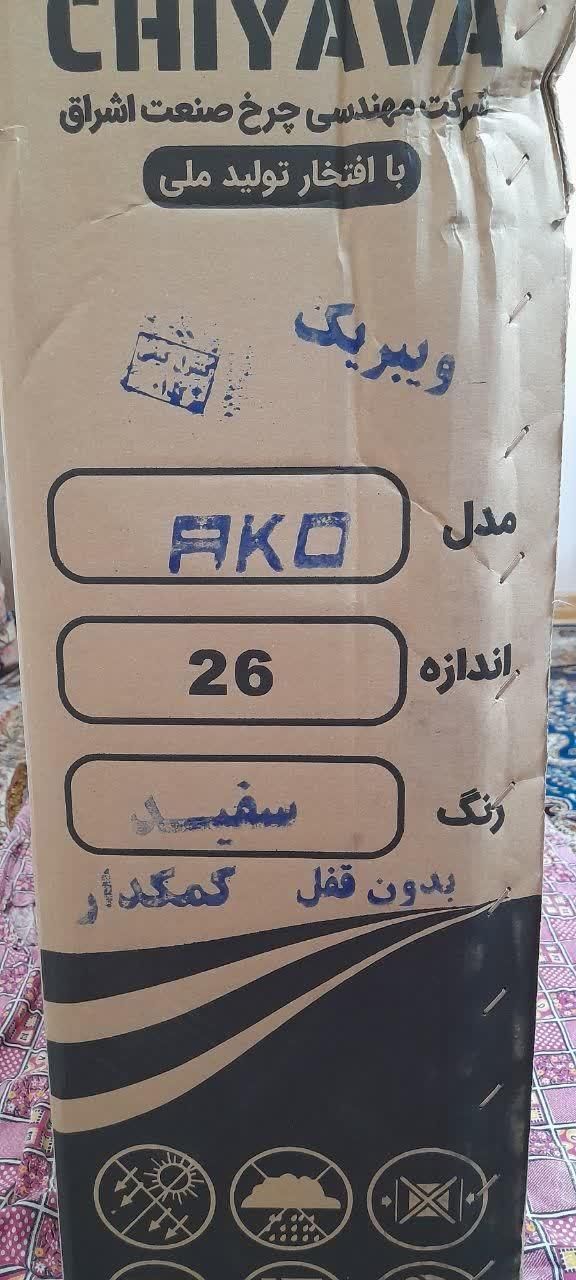 CHIYAVA
شرکت مهندسی چرخ صنعت اشراق
با افتخار تولید ملی
ویبریک
مدل AKO
اندازه 26
رنگ سفید
بدون قفل کمکدار